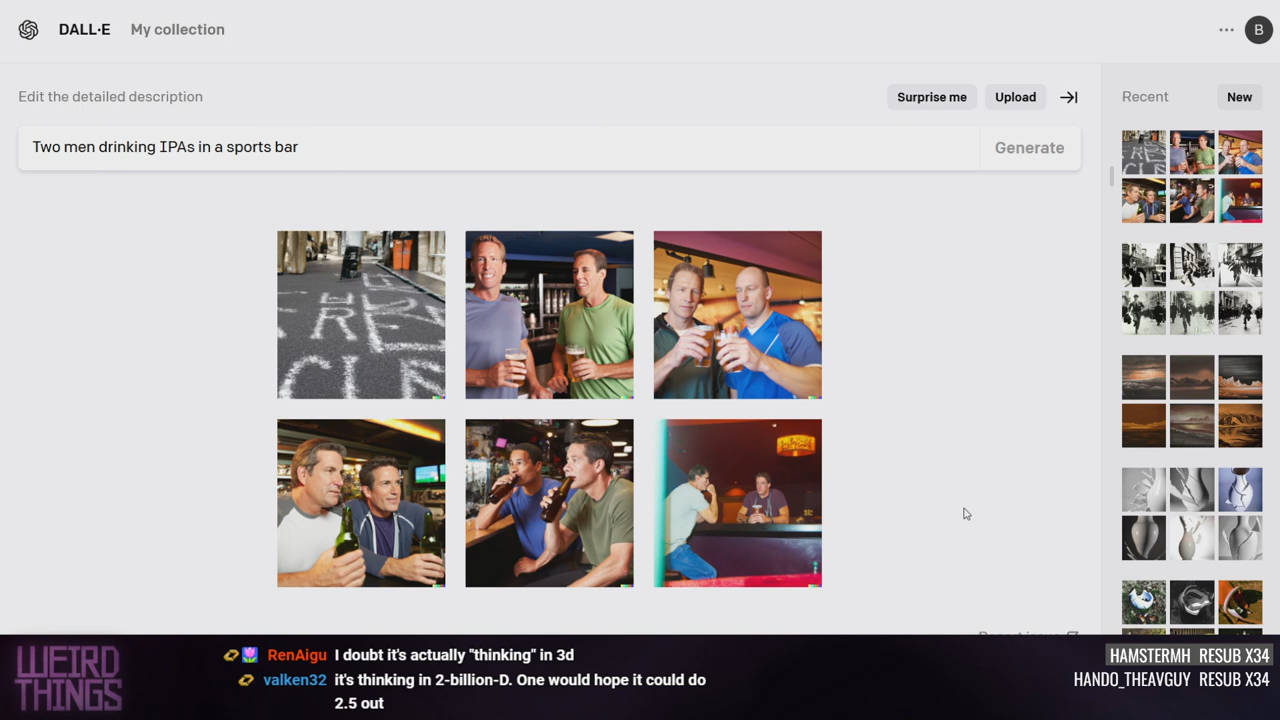 DALL·E My collection
B
Edit the detailed description
Surprise me
Upload
Recent
New
Two men drinking IPAs in a sports bar
Generate
WEIRD
THINGS
RenAigu I doubt it's actually "thinking" in 3d
valken32 it's thinking in 2-billion-D. One would hope it could do
2.5 out
HAMSTERMH RESUB X34
HANDO_THEAVGUY RESUB X34